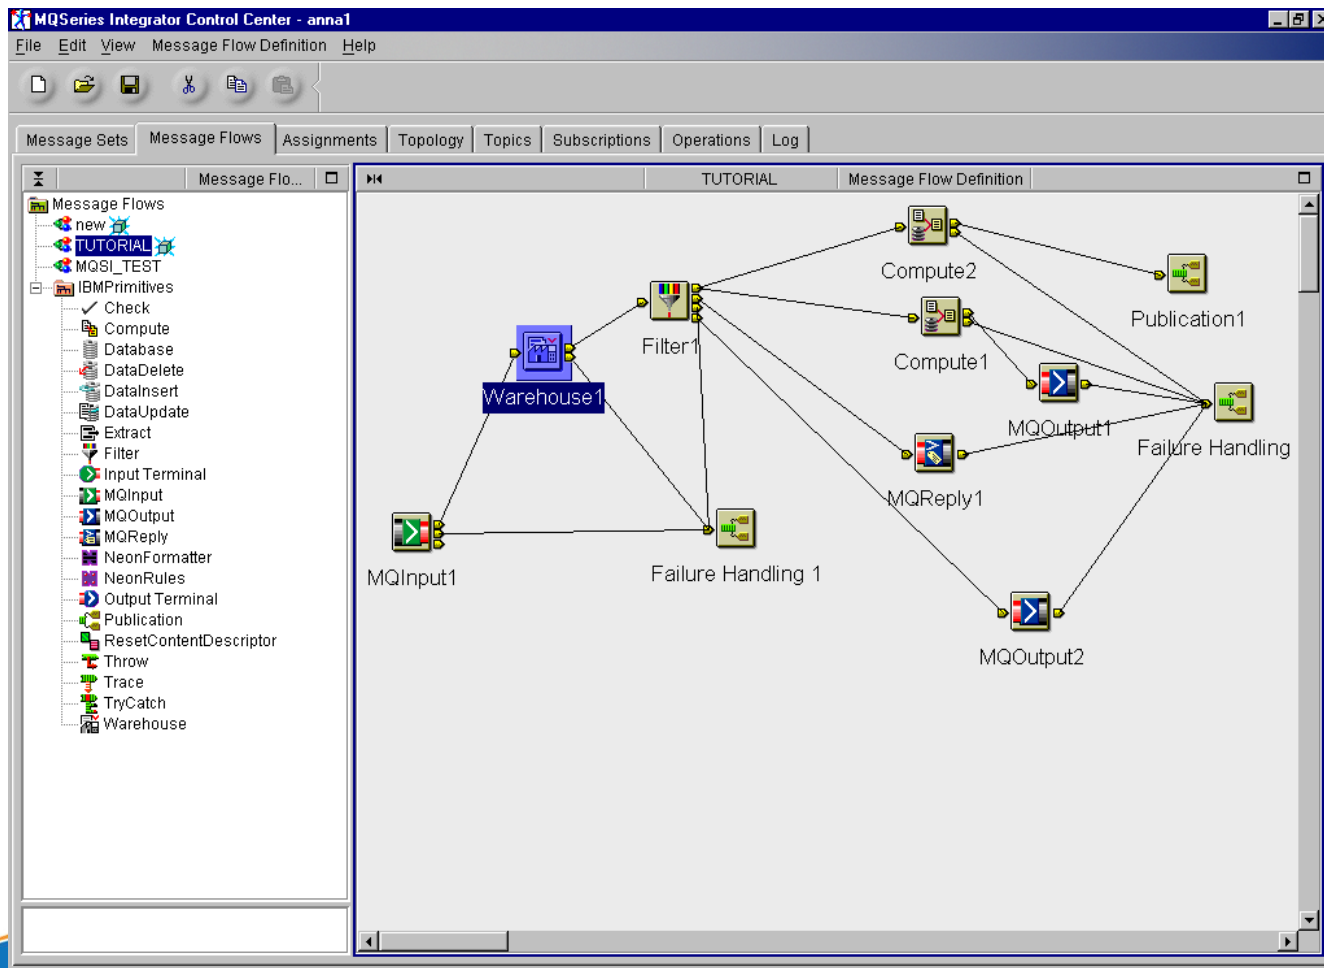 MQSeries Integrator Control Center - anna1
File Edit View Message Flow Definition Help
Message Sets Message Flows Assignments Topology Topics Subscriptions Operations Log
Message Flo...
TUTORIAL Message Flow Definition
Message Flows
new
TUTORIAL
MQSI_TEST
IBMPrimitives
Check
Compute
Database
DataDelete
DataInsert
DataUpdate
Extract
Filter
Input Terminal
MQInput
MQOutput
MQReply
NeonFormatter
NeonRules
Output Terminal
Publication
ResetContentDescriptor
Throw
Trace
TryCatch
Warehouse
Compute2
Publication1
Filter1
Compute1
Warehouse1
MQOutput1
Failure Handling
MQReply1
MQInput1
Failure Handling 1
MQOutput2